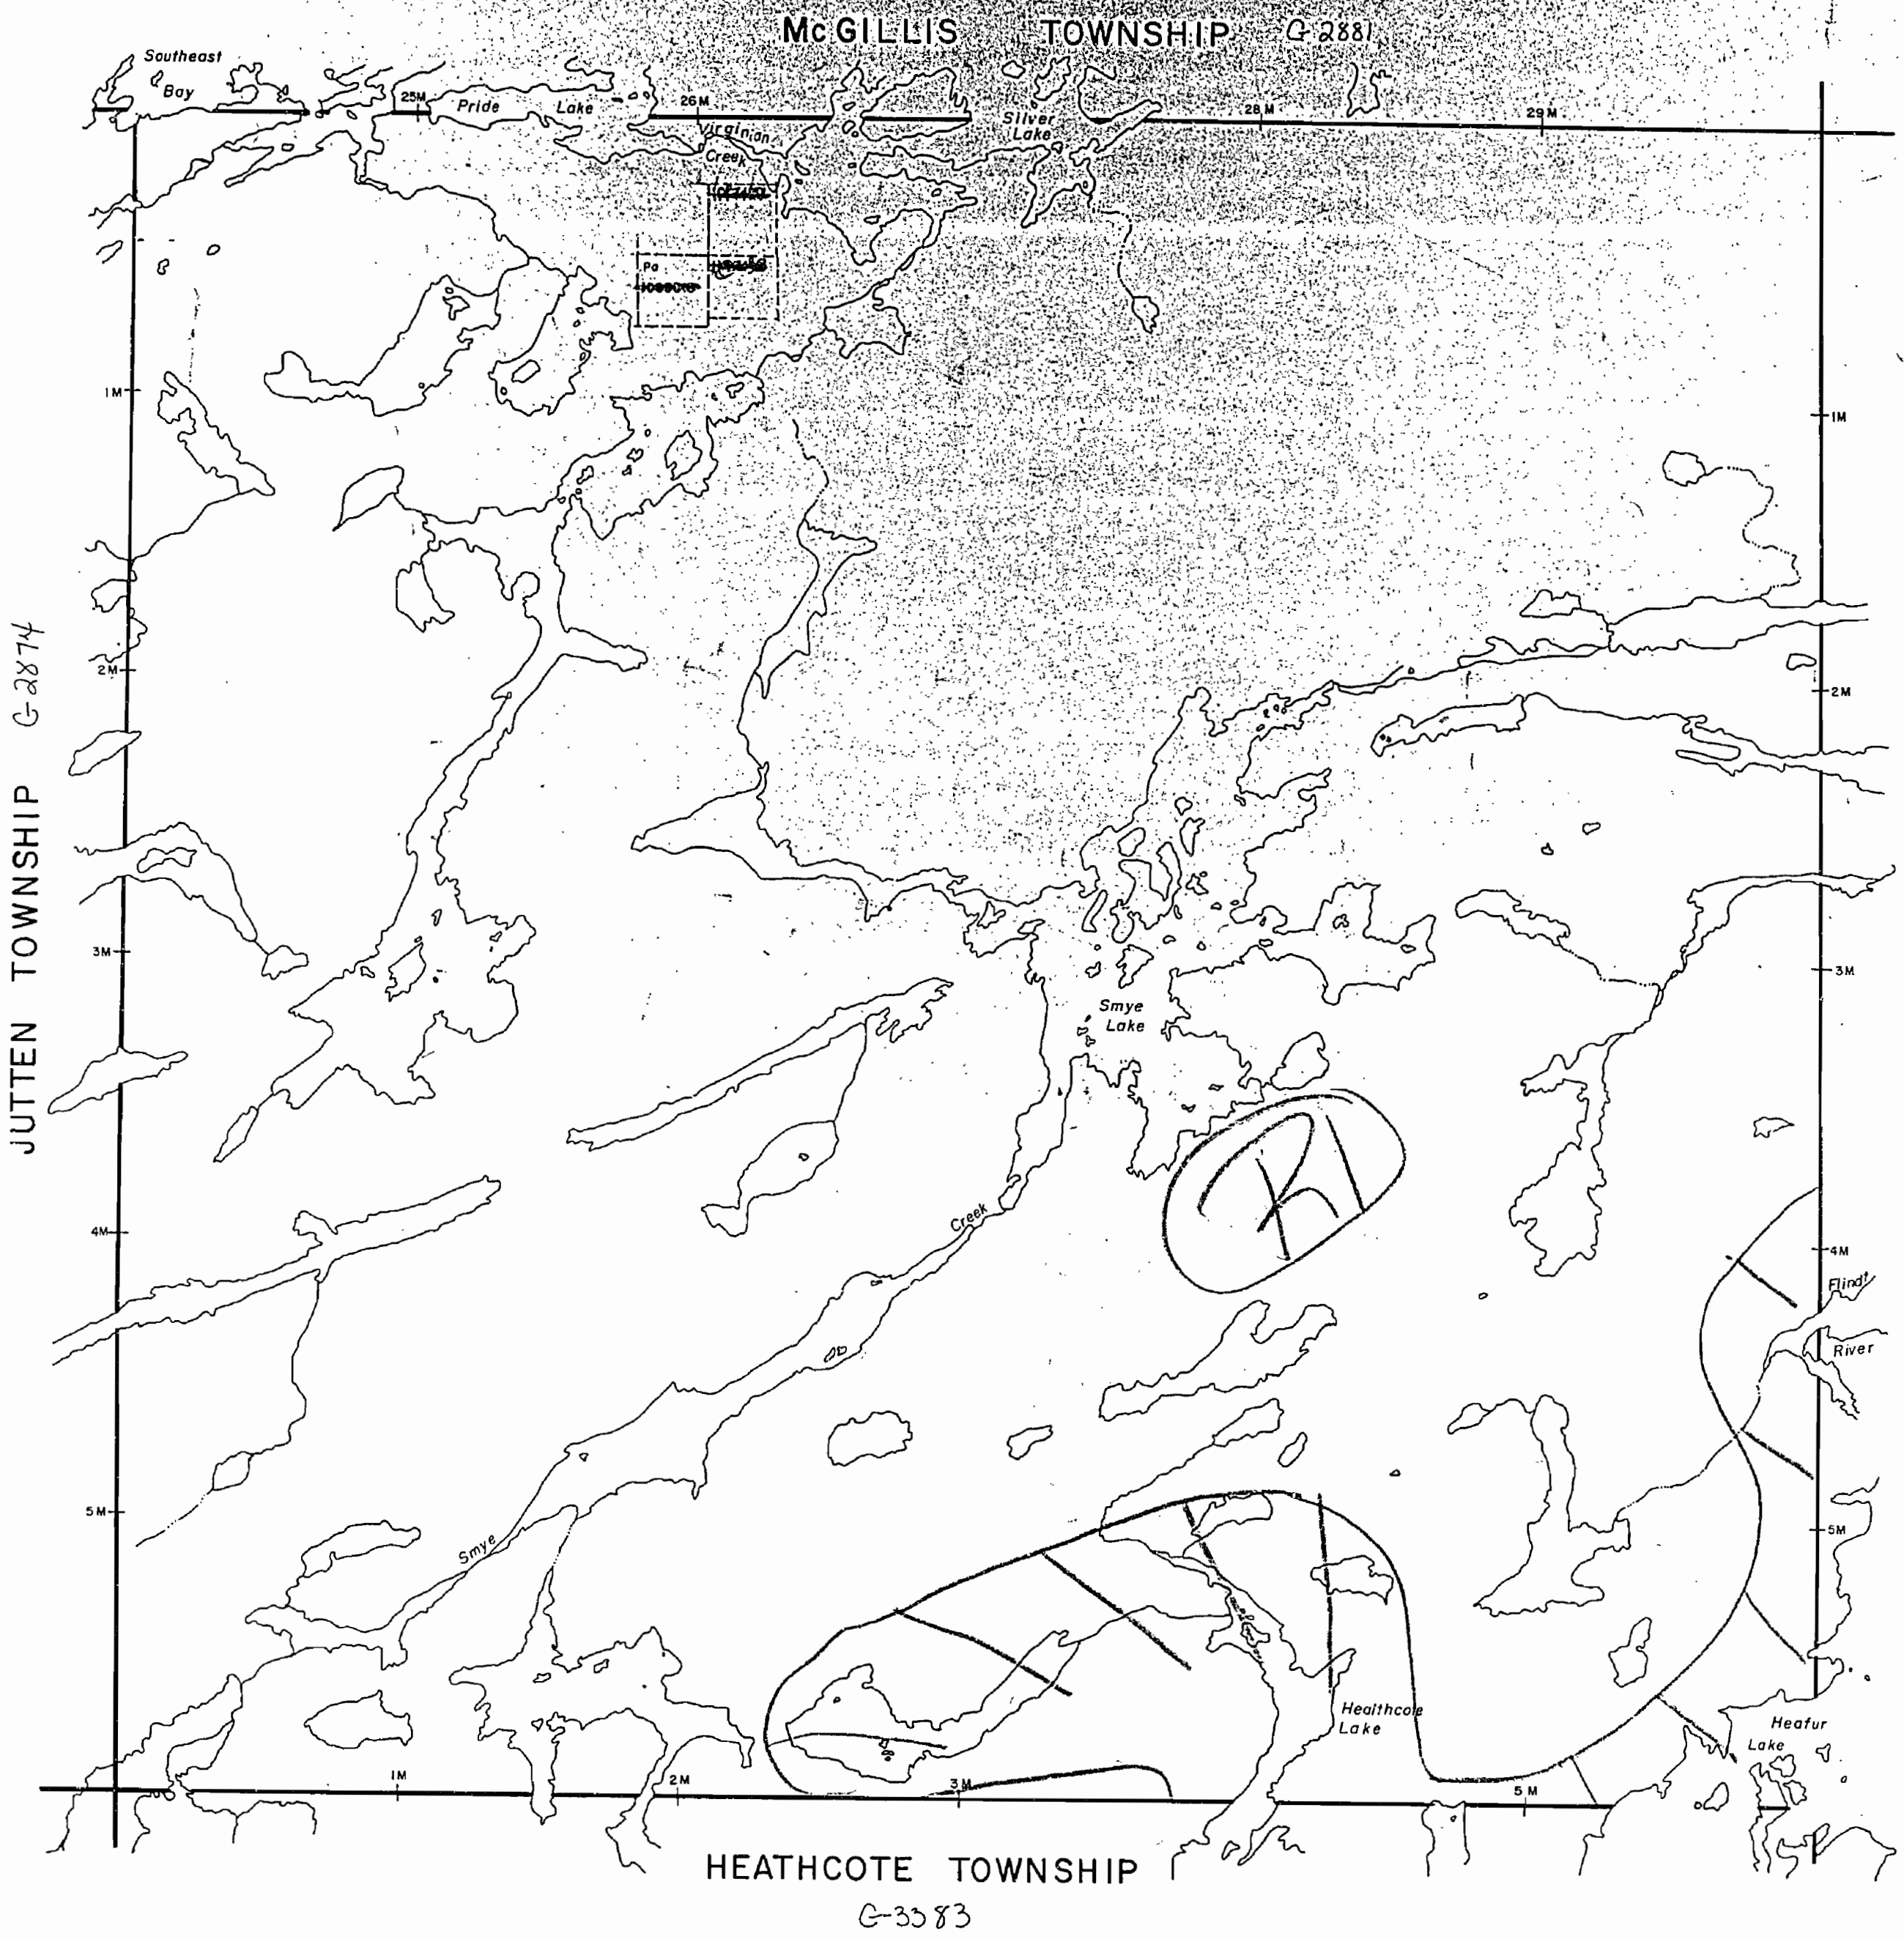 McGILLIS TOWNSHIP G-2881
Southeast
Bay
25M
Pride Lake
26M
Virginian
Creek
Silver
Lake
28M
29M
Pa
1M
1M
JUTTEN TOWNSHIP G-2874
2M
2M
3M
3M
Smye
Lake
R1
Creek
4M
4M
Flindt
River
5M
5M
Smye
Healthcote
Lake
Heafur
Lake
1M
2M
3M
5M
HEATHCOTE TOWNSHIP
G-3383